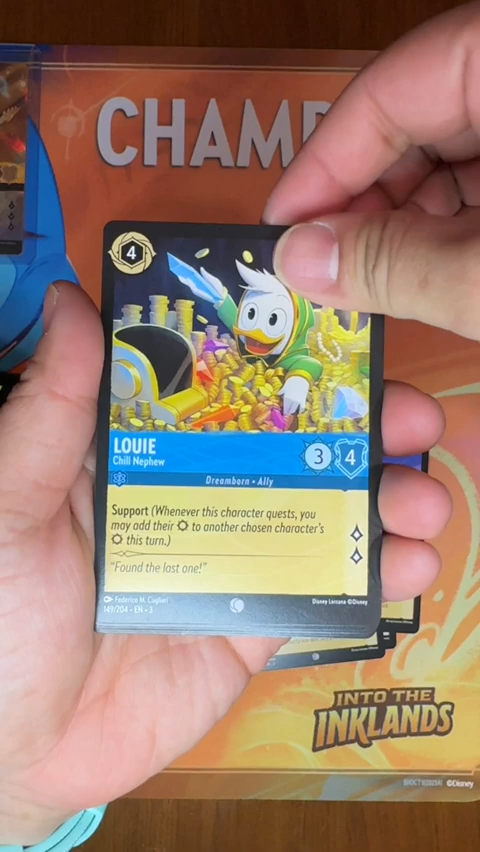 CHAMP
4
LOUIE
Chill Nephew
3
4
Dreamborn • Ally
Support (Whenever this character quests, you
may add their to another chosen character's
this turn.)
"Found the last one!"
Federico M. Cugliari
149/204 • EN • 3
Disney Lorcana ©Disney
INTO THE
INKLANDS
©Disney